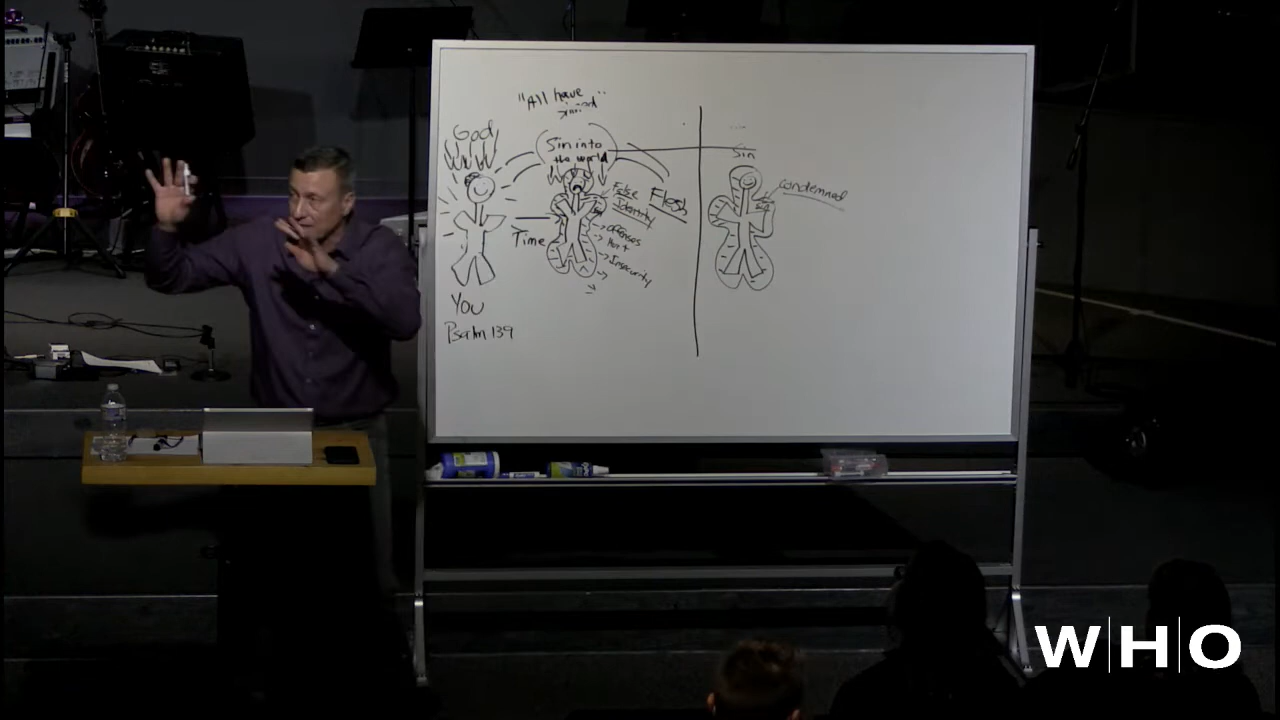 "All have
sinned
God
Sin into
the world
False
Identity
Flesh
Time
offenses
Hurt
Insecurity
You
Psalm 139
Sin
Condemned
W|H|O